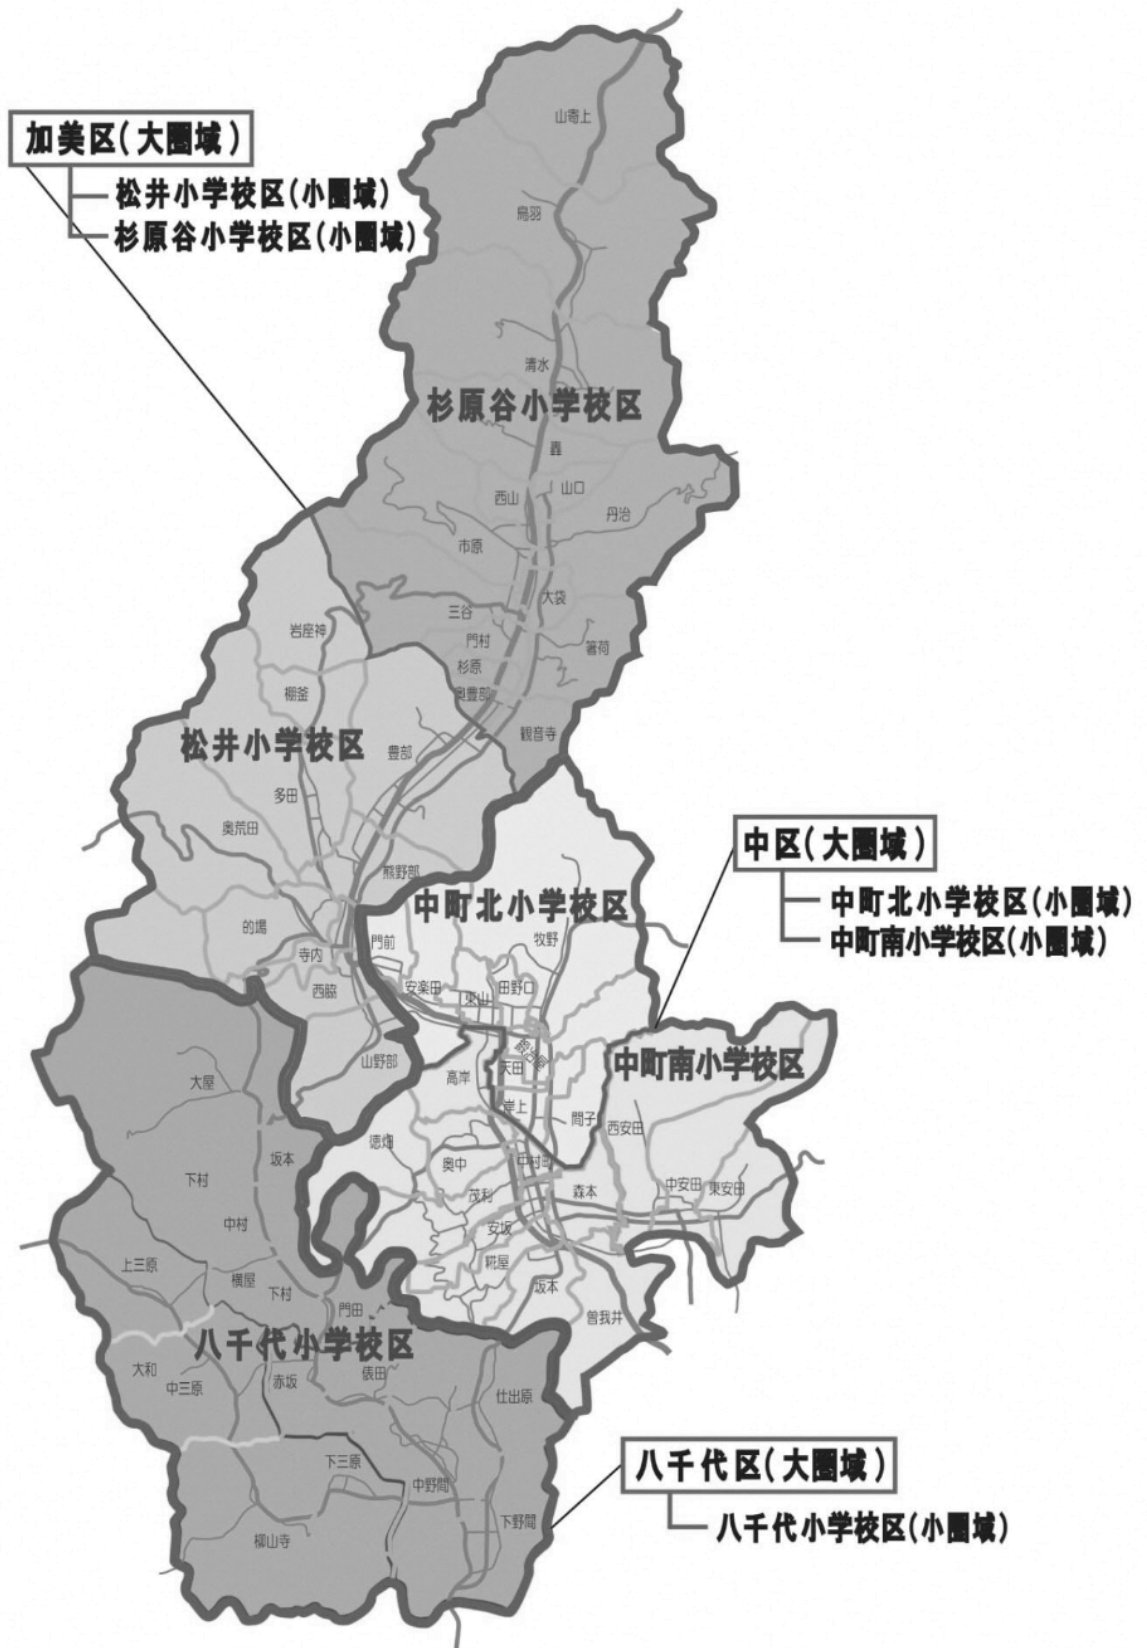 加美区(大圏域)
松井小学校区(小圏域)
杉原谷小学校区(小圏域)
山寄上
鳥羽
清水
杉原谷小学校区
轟
山口
西山
丹治
市原
大袋
三谷
岩座神
門村
箸荷
杉原
棚釜
奥豊部
観音寺
松井小学校区
豊部
多田
奥荒田
熊野部
中区(大圏域)
中町北小学校区(小圏域)
中町南小学校区(小圏域)
中町北小学校区
的場
門前
牧野
寺内
西脇
安楽田
東山
田野口
鍛冶屋
山野部
高岸
天田
中町南小学校区
大屋
岸上
間子
西安田
徳畑
坂本
奥中
中村町
下村
茂利
森本
中安田
東安田
中村
安坂
上三原
糀屋
横屋
下村
坂本
門田
曽我井
八千代小学校区
大和
中三原
赤坂
俵田
仕出原
八千代区(大圏域)
八千代小学校区(小圏域)
下三原
中野間
下野間
柳山寺